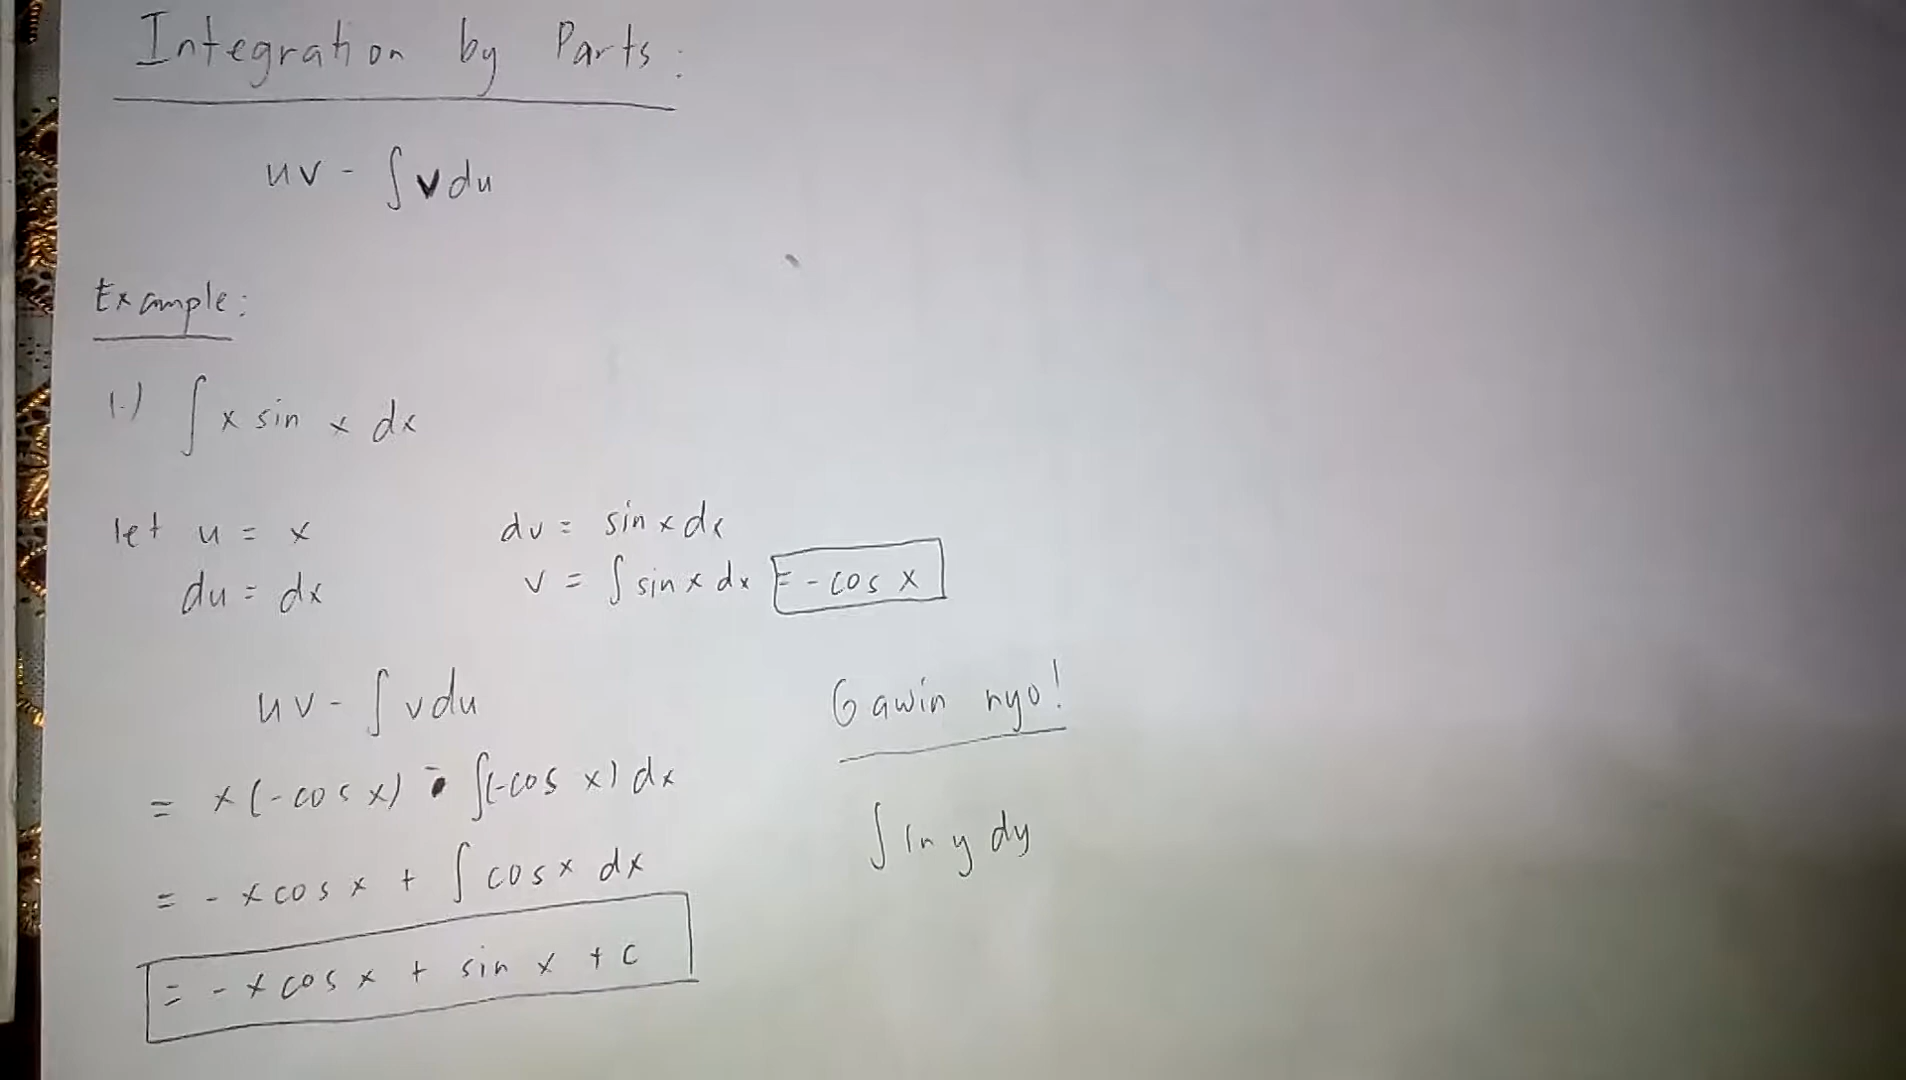 Integration by Parts:
uv - ∫vdu
Example:
1.) ∫ x sin x dx
let u = x
du = dx
dv = sin x dx
v = ∫ sin x dx = - cos x
uv - ∫ vdu
= x(-cos x) - ∫(-cos x) dx
= - x cos x + ∫ cos x dx
= - x cos x + sin x + c
Gawin nyo!
∫ ln y dy